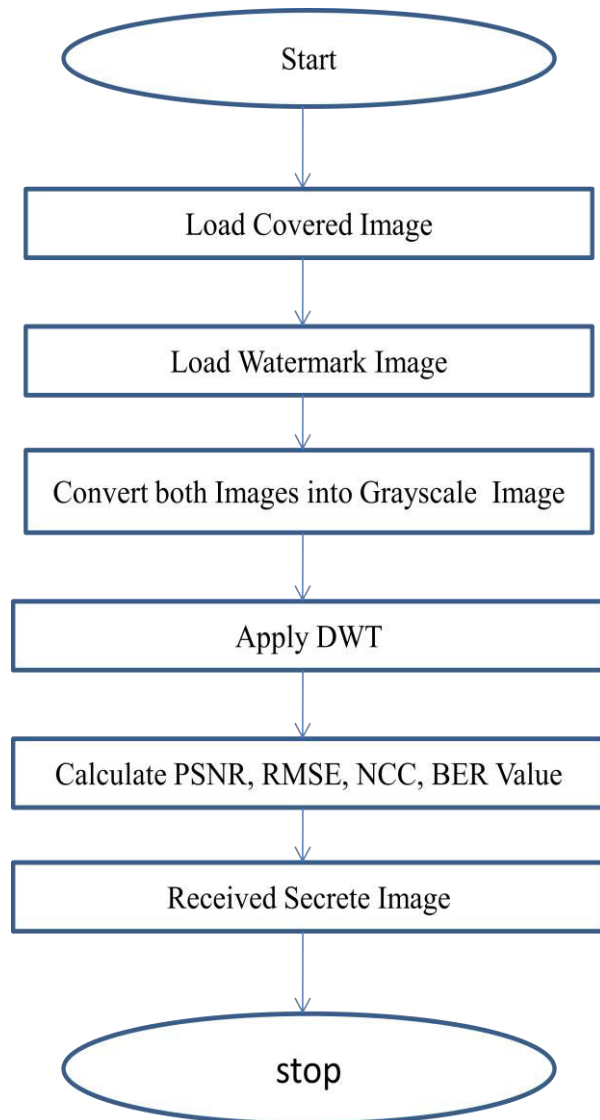 Start
Load Covered Image
Load Watermark Image
Convert both Images into Grayscale Image
Apply DWT
Calculate PSNR, RMSE, NCC, BER Value
Received Secrete Image
stop